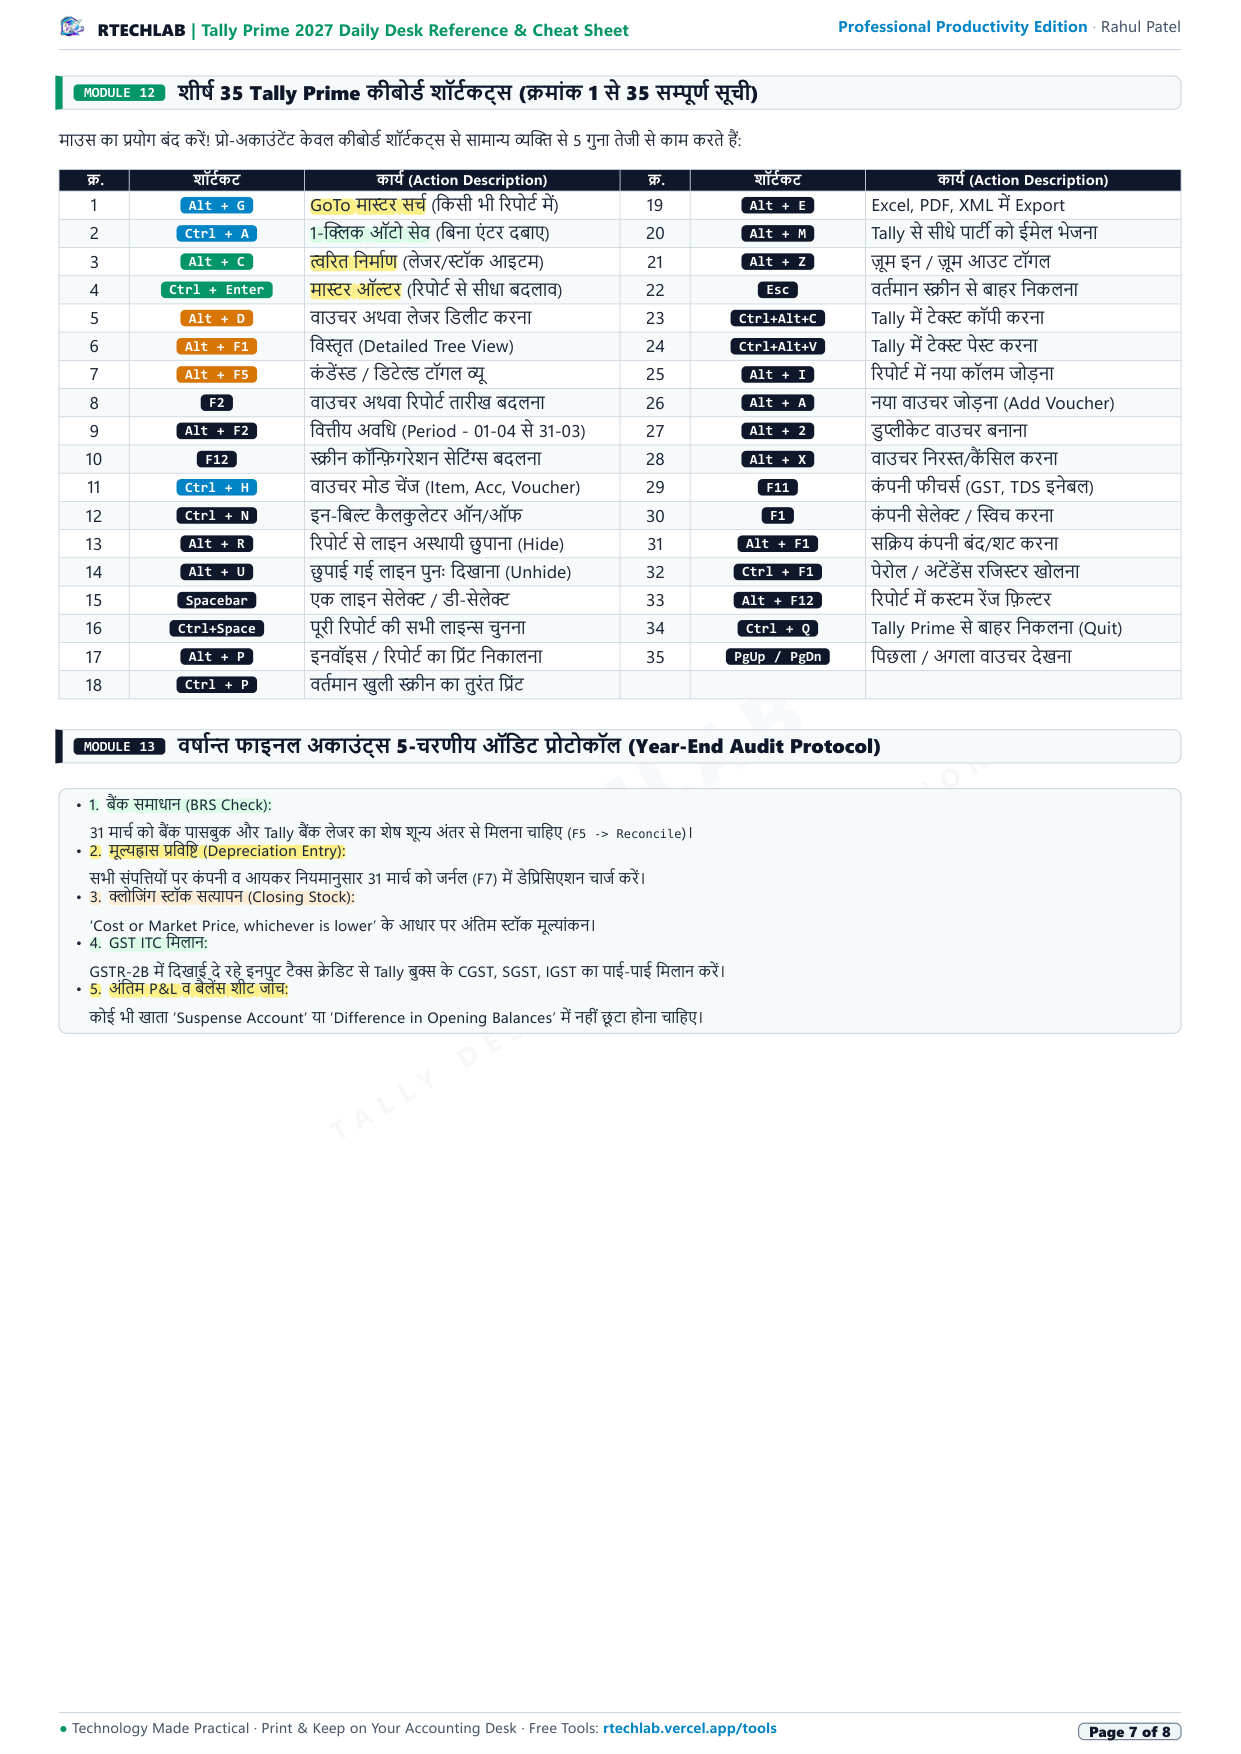 RTECHLAB | Tally Prime 2027 Daily Desk Reference & Cheat Sheet
Professional Productivity Edition · Rahul Patel
MODULE 12 शीर्ष 35 Tally Prime कीबोर्ड शॉर्टकट्स (क्रमांक 1 से 35 सम्पूर्ण सूची)
माउस का प्रयोग बंद करें! प्रो-अकाउंटेंट केवल कीबोर्ड शॉर्टकट्स से सामान्य व्यक्ति से 5 गुना तेजी से काम करते हैं:
क्र. शॉर्टकट कार्य (Action Description) क्र. शॉर्टकट कार्य (Action Description)
1 Alt + G GoTo मास्टर सर्च (किसी भी रिपोर्ट में) 19 Alt + E Excel, PDF, XML में Export
2 Ctrl + A 1-क्लिक ऑटो सेव (बिना एंटर दबाए) 20 Alt + M Tally से सीधे पार्टी को ईमेल भेजना
3 Alt + C त्वरित निर्माण (लेजर/स्टॉक आइटम) 21 Alt + Z ज़ूम इन / ज़ूम आउट टॉगल
4 Ctrl + Enter मास्टर ऑल्टर (रिपोर्ट से सीधा बदलाव) 22 Esc वर्तमान स्क्रीन से बाहर निकलना
5 Alt + D वाउचर अथवा लेजर डिलीट करना 23 Ctrl+Alt+C Tally में टेक्स्ट कॉपी करना
6 Alt + F1 विस्तृत (Detailed Tree View) 24 Ctrl+Alt+V Tally में टेक्स्ट पेस्ट करना
7 Alt + F5 कंडेंस्ड / डिटेल्ड टॉगल व्यू 25 Alt + I रिपोर्ट में नया कॉलम जोड़ना
8 F2 वाउचर अथवा रिपोर्ट तारीख बदलना 26 Alt + A नया वाउचर जोड़ना (Add Voucher)
9 Alt + F2 वित्तीय अवधि (Period - 01-04 से 31-03) 27 Alt + 2 डुप्लीकेट वाउचर बनाना
10 F12 स्क्रीन कॉन्फ़िगरेशन सेटिंग्स बदलना 28 Alt + X वाउचर निरस्त/कैंसिल करना
11 Ctrl + H वाउचर मोड चेंज (Item, Acc, Voucher) 29 F11 कंपनी फीचर्स (GST, TDS इनेबल)
12 Ctrl + N इन-बिल्ट कैलकुलेटर ऑन/ऑफ 30 F1 कंपनी सेलेक्ट / स्विच करना
13 Alt + R रिपोर्ट से लाइन अस्थायी छुपाना (Hide) 31 Alt + F1 सक्रिय कंपनी बंद/शट करना
14 Alt + U छुपाई गई लाइन पुनः दिखाना (Unhide) 32 Ctrl + F1 पेरोल / अटेंडेंस रजिस्टर खोलना
15 Spacebar एक लाइन सेलेक्ट / डी-सेलेक्ट 33 Alt + F12 रिपोर्ट में कस्टम रेंज फ़िल्टर
16 Ctrl+Space पूरी रिपोर्ट की सभी लाइन्स चुनना 34 Ctrl + Q Tally Prime से बाहर निकलना (Quit)
17 Alt + P इनवॉइस / रिपोर्ट का प्रिंट निकालना 35 PgUp / PgDn पिछला / अगला वाउचर देखना
18 Ctrl + P वर्तमान खुली स्क्रीन का तुरंत प्रिंट
MODULE 13 वर्षान्त फाइनल अकाउंट्स 5-चरणीय ऑडिट प्रोटोकॉल (Year-End Audit Protocol)
• 1. बैंक समाधान (BRS Check):
31 मार्च को बैंक पासबुक और Tally बैंक लेजर का शेष शून्य अंतर से मिलना चाहिए (F5 -> Reconcile)।
• 2. मूल्यह्रास प्रविष्टि (Depreciation Entry):
सभी संपत्तियों पर कंपनी व आयकर नियमानुसार 31 मार्च को जर्नल (F7) में डेप्रिसिएशन चार्ज करें।
• 3. क्लोजिंग स्टॉक सत्यापन (Closing Stock):
‘Cost or Market Price, whichever is lower’ के आधार पर अंतिम स्टॉक मूल्यांकन।
• 4. GST ITC मिलान:
GSTR-2B में दिखाई दे रहे इनपुट टैक्स क्रेडिट से Tally बुक्स के CGST, SGST, IGST का पाई-पाई मिलान करें।
• 5. अंतिम P&L व बैलेंस शीट जांच:
कोई भी खाता ‘Suspense Account’ या ‘Difference in Opening Balances’ में नहीं छूटा होना चाहिए।
● Technology Made Practical · Print & Keep on Your Accounting Desk · Free Tools: rtechlab.vercel.app/tools
Page 7 of 8